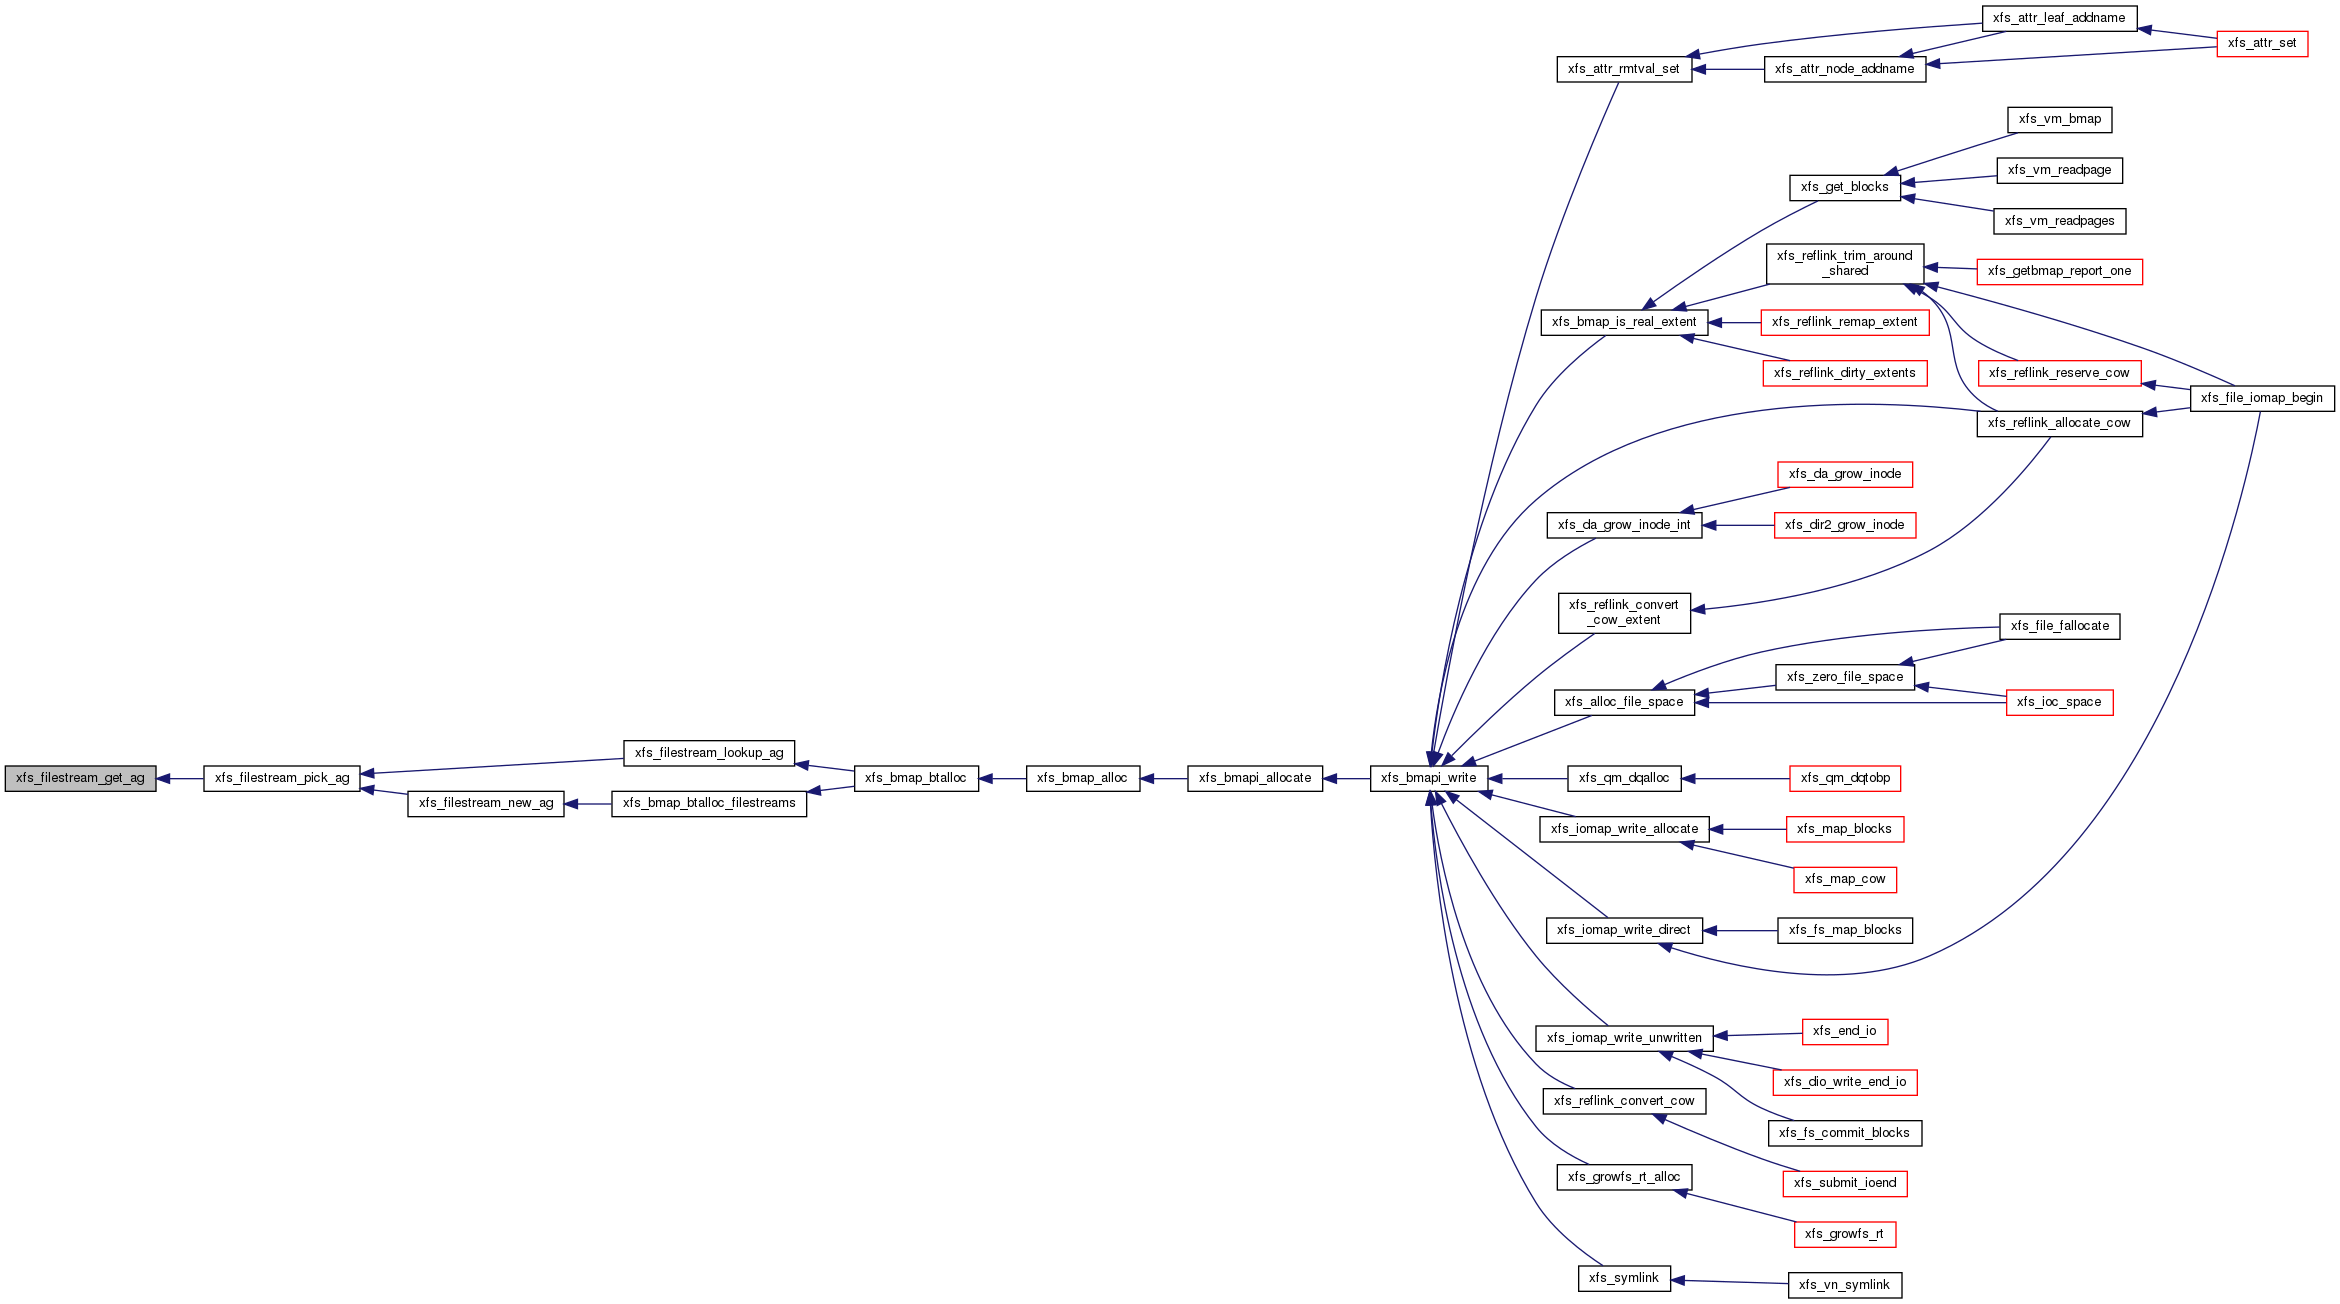 xfs_attr_leaf_addname
xfs_attr_set
xfs_attr_rmtval_set
xfs_attr_node_addname
xfs_vm_bmap
xfs_vm_readpage
xfs_get_blocks
xfs_vm_readpages
xfs_reflink_trim_around
_shared
xfs_getbmap_report_one
xfs_bmap_is_real_extent
xfs_reflink_remap_extent
xfs_reflink_dirty_extents
xfs_reflink_reserve_cow
xfs_file_iomap_begin
xfs_reflink_allocate_cow
xfs_da_grow_inode
xfs_da_grow_inode_int
xfs_dir2_grow_inode
xfs_reflink_convert
_cow_extent
xfs_file_fallocate
xfs_zero_file_space
xfs_alloc_file_space
xfs_ioc_space
xfs_filestream_lookup_ag
xfs_filestream_get_ag
xfs_filestream_pick_ag
xfs_bmap_btalloc
xfs_bmap_alloc
xfs_bmapi_allocate
xfs_bmapi_write
xfs_qm_dqalloc
xfs_qm_dqtobp
xfs_filestream_new_ag
xfs_bmap_btalloc_filestreams
xfs_iomap_write_allocate
xfs_map_blocks
xfs_map_cow
xfs_iomap_write_direct
xfs_fs_map_blocks
xfs_iomap_write_unwritten
xfs_end_io
xfs_dio_write_end_io
xfs_reflink_convert_cow
xfs_fs_commit_blocks
xfs_growfs_rt_alloc
xfs_submit_ioend
xfs_growfs_rt
xfs_symlink
xfs_vn_symlink